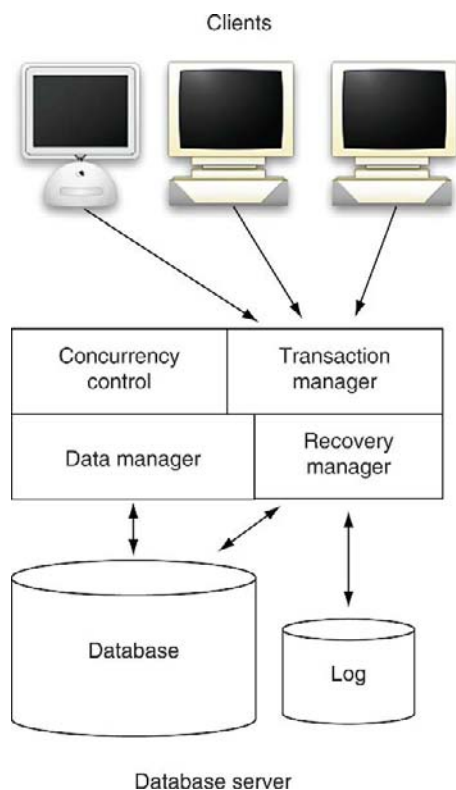 Clients
Concurrency
control
Transaction
manager
Data manager
Recovery
manager
Database
Log
Database server